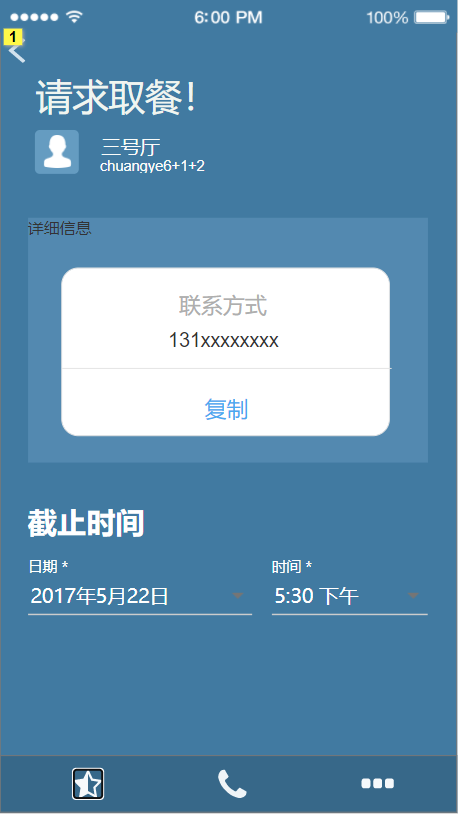 6:00 PM
100%
1
请求取餐！
三号厅
chuangye6+1+2
详细信息
联系方式
131xxxxxxxx
复制
截止时间
日期 *
时间 *
2017年5月22日
5:30 下午